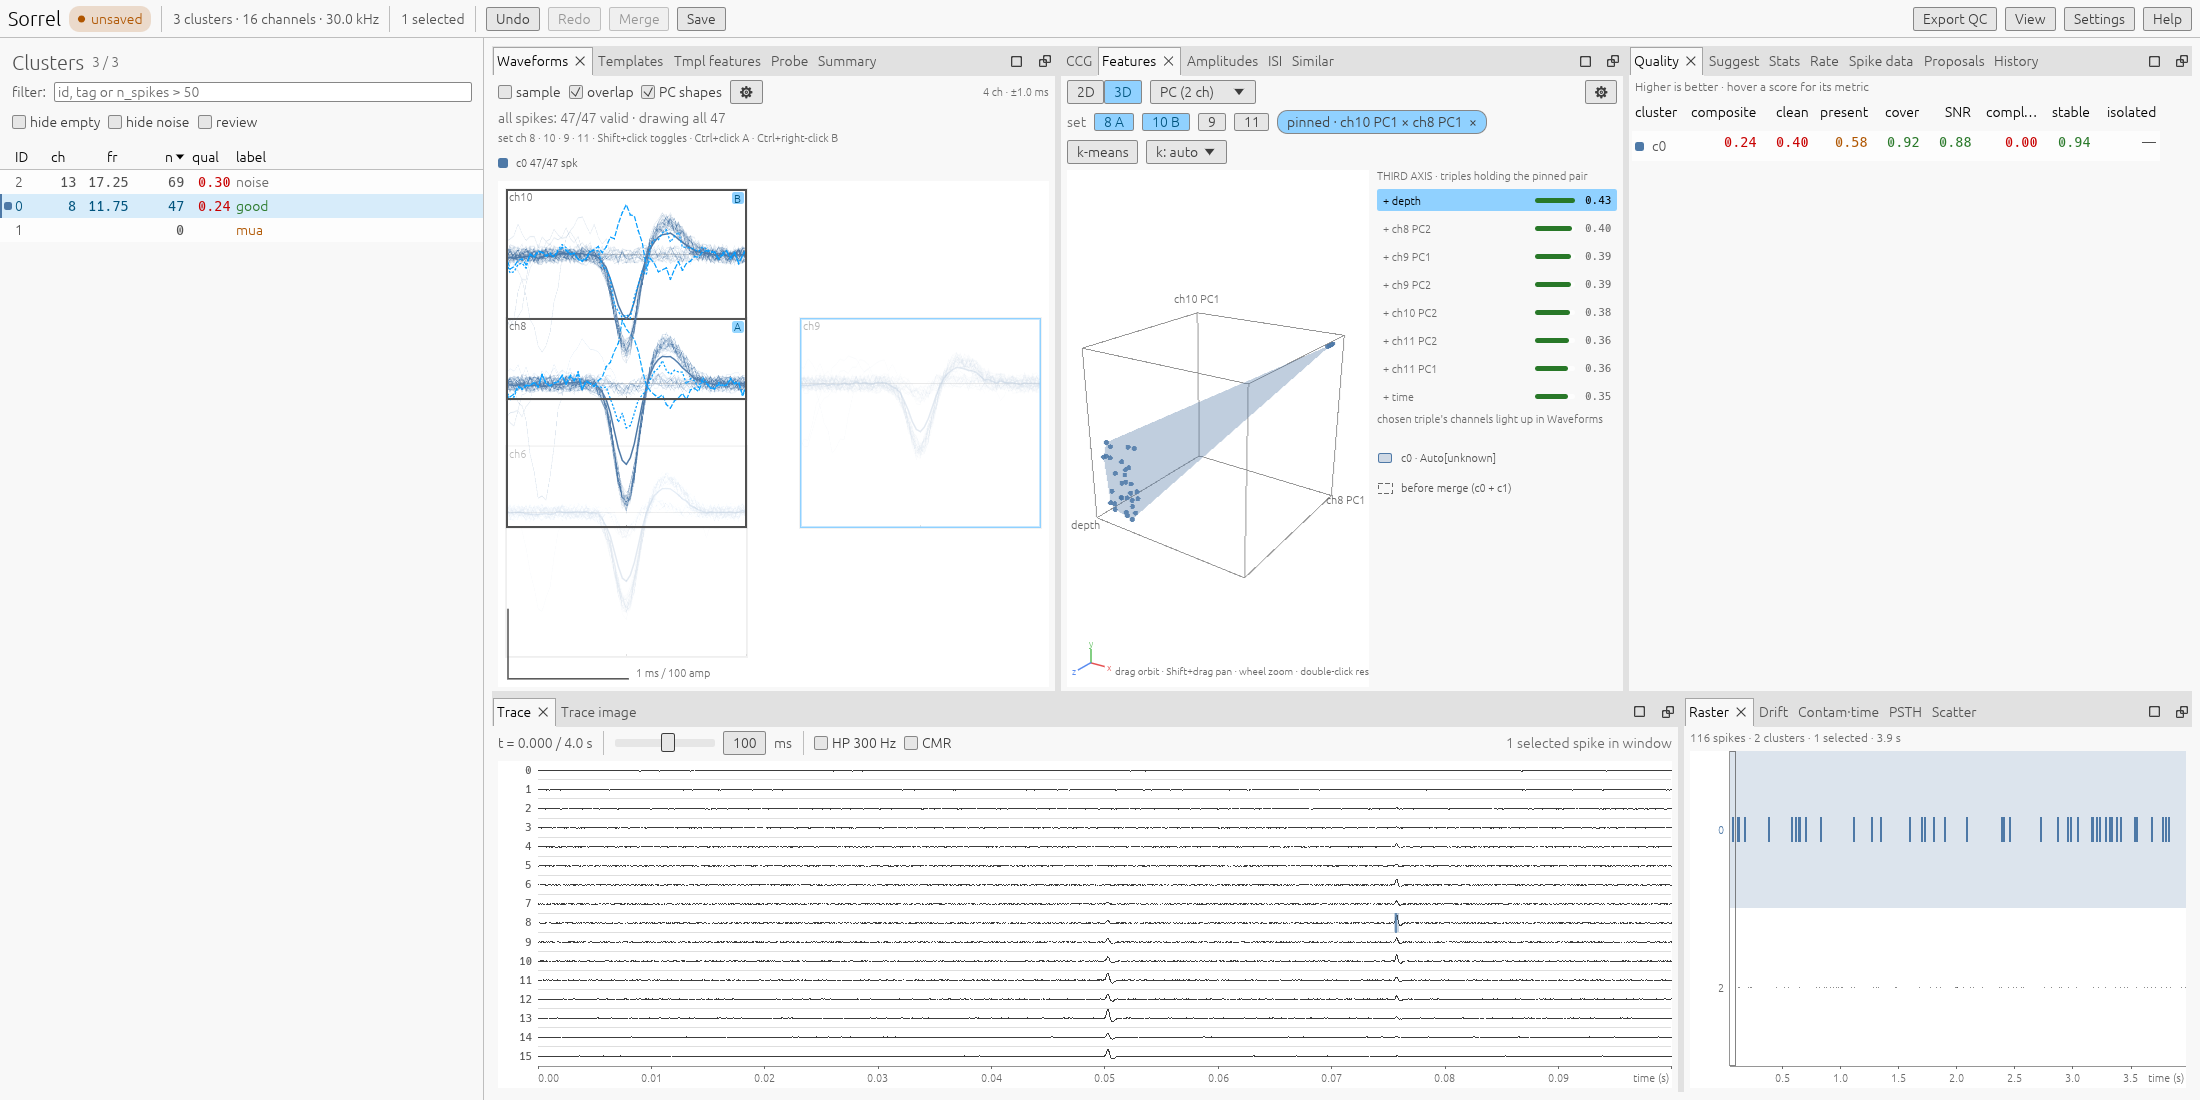 Sorrel unsaved 3 clusters · 16 channels · 30.0 kHz 1 selected Undo Redo Merge Save Export QC View Settings Help
Clusters 3 / 3
filter: id, tag or n_spikes > 50
hide empty hide noise review
ID ch fr n qual label
2 13 17.25 69 0.30 noise
0 8 11.75 47 0.24 good
1 0 mua
Waveforms Templates Tmpl features Probe Summary
sample overlap PC shapes 4 ch · ±1.0 ms
all spikes: 47/47 valid · drawing all 47
set ch 8 · 10 · 9 · 11 · Shift+click toggles · Ctrl+click A · Ctrl+right-click B
c0 47/47 spk
ch10 B
ch8 A
ch9
ch6
1 ms / 100 amp
CCG Features Amplitudes ISI Similar
2D 3D PC (2 ch)
set 8 A 10 B 9 11 pinned · ch10 PC1 × ch8 PC1 ×
k-means k: auto
ch10 PC1
ch8 PC1
depth
y
x
z
drag orbit · Shift+drag pan · wheel zoom · double-click res
THIRD AXIS · triples holding the pinned pair
+ depth 0.43
+ ch8 PC2 0.40
+ ch9 PC1 0.39
+ ch9 PC2 0.39
+ ch10 PC2 0.38
+ ch11 PC2 0.36
+ ch11 PC1 0.36
+ time 0.35
chosen triple's channels light up in Waveforms
c0 · Auto[unknown]
before merge (c0 + c1)
Quality Suggest Stats Rate Spike data Proposals History
Higher is better · hover a score for its metric
cluster composite clean present cover SNR compl… stable isolated
c0 0.24 0.40 0.58 0.92 0.88 0.00 0.94 —
Trace Trace image
t = 0.000 / 4.0 s 100 ms HP 300 Hz CMR 1 selected spike in window
0
1
2
3
4
5
6
7
8
9
10
11
12
13
14
15
0.00 0.01 0.02 0.03 0.04 0.05 0.06 0.07 0.08 0.09 time (s)
Raster Drift Contam·time PSTH Scatter
116 spikes · 2 clusters · 1 selected · 3.9 s
0
2
0.5 1.0 1.5 2.0 2.5 3.0 3.5 time (s)